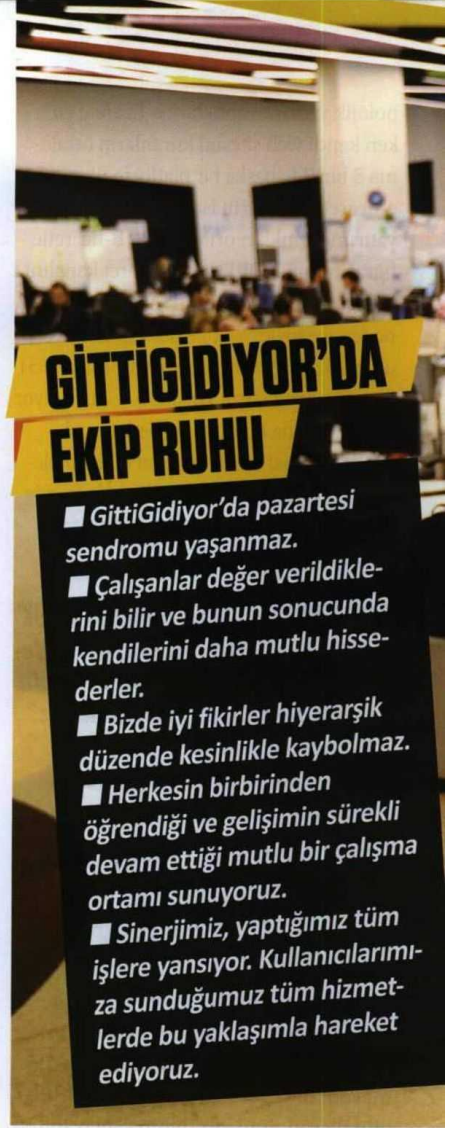 GİTTİGİDİYOR'DA
EKİP RUHU
■ GittiGidiyor'da pazartesi
sendromu yaşanmaz.
■ Çalışanlar değer verildikle-
rini bilir ve bunun sonucunda
kendilerini daha mutlu hisse-
derler.
■ Bizde iyi fikirler hiyerarşik
düzende kesinlikle kaybolmaz.
■ Herkesin birbirinden
öğrendiği ve gelişimin sürekli
devam ettiği mutlu bir çalışma
ortamı sunuyoruz.
■ Sinerjimiz, yaptığımız tüm
işlere yansıyor. Kullanıcılarımı-
za sunduğumuz tüm hizmet-
lerde bu yaklaşımla hareket
ediyoruz.